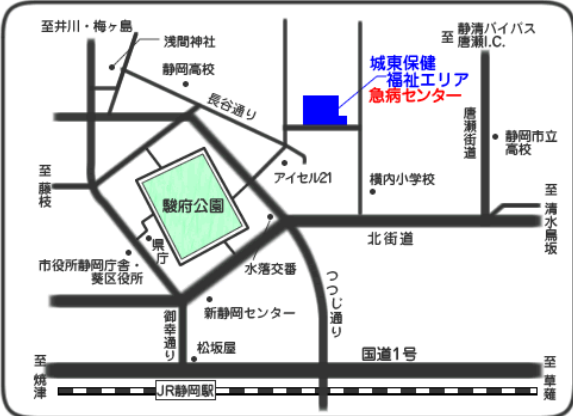 至井川・梅ヶ島
浅間神社
静岡高校
長谷通り
至 静清バイパス
唐瀬I.C.
城東保健
福祉エリア
急病センター
唐瀬街道
静岡市立
高校
至藤枝
アイセル21
横内小学校
至清水鳥坂
駿府公園
県庁
北街道
市役所静岡庁舎・
葵区役所
水落交番
つつじ通り
御幸通り
新静岡センター
松坂屋
国道1号
至焼津
JR静岡駅
至草薙